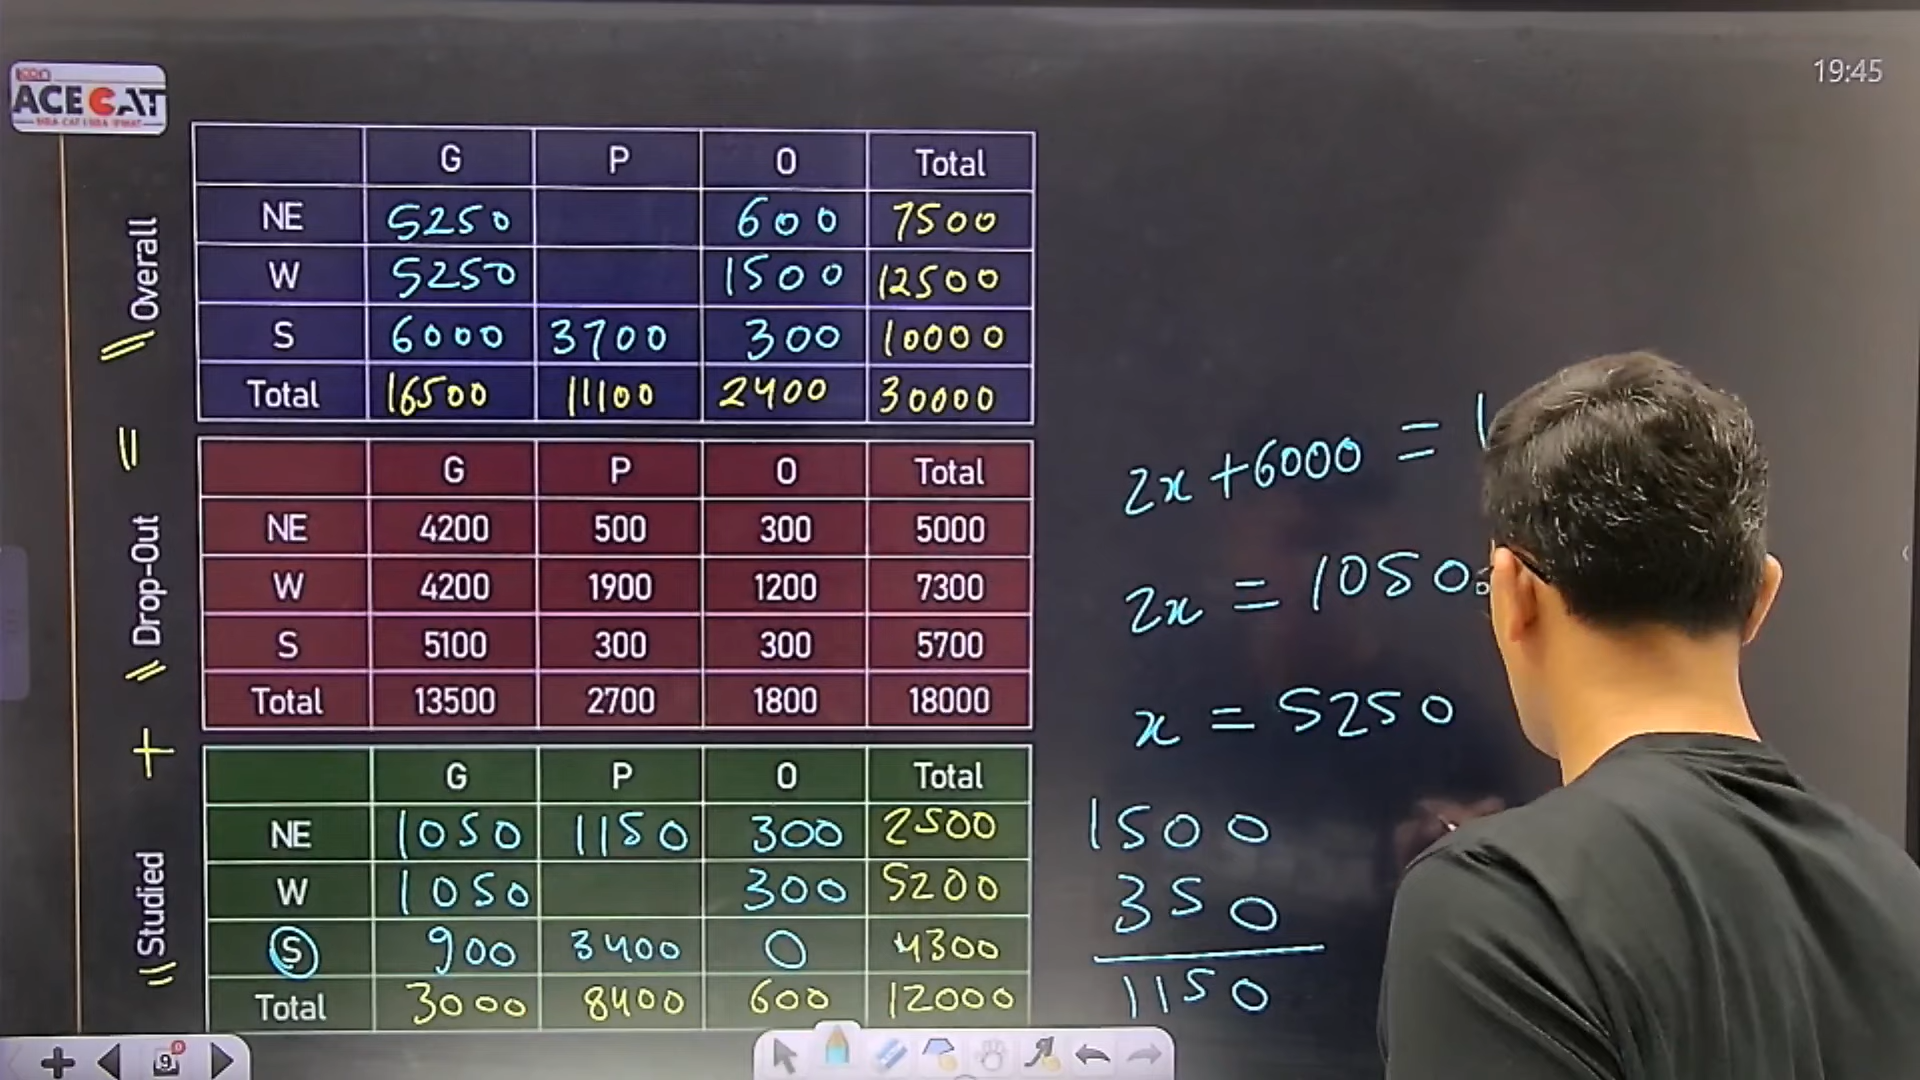 19:45
ACE CAT
G P O Total
NE 5250 600 7500
W 5250 1500 12500
S 6000 3700 300 10000
Total 16500 11100 2400 30000
Overall
=
G P O Total
NE 4200 500 300 5000
W 4200 1900 1200 7300
S 5100 300 300 5700
Total 13500 2700 1800 18000
Drop-Out
+
G P O Total
NE 1050 1150 300 2500
W 1050 300 5200
S 900 3400 0 4300
Total 3000 8400 600 12000
Studied
2x + 6000 = 1
2x = 10500
x = 5250
1500
350
1150
9